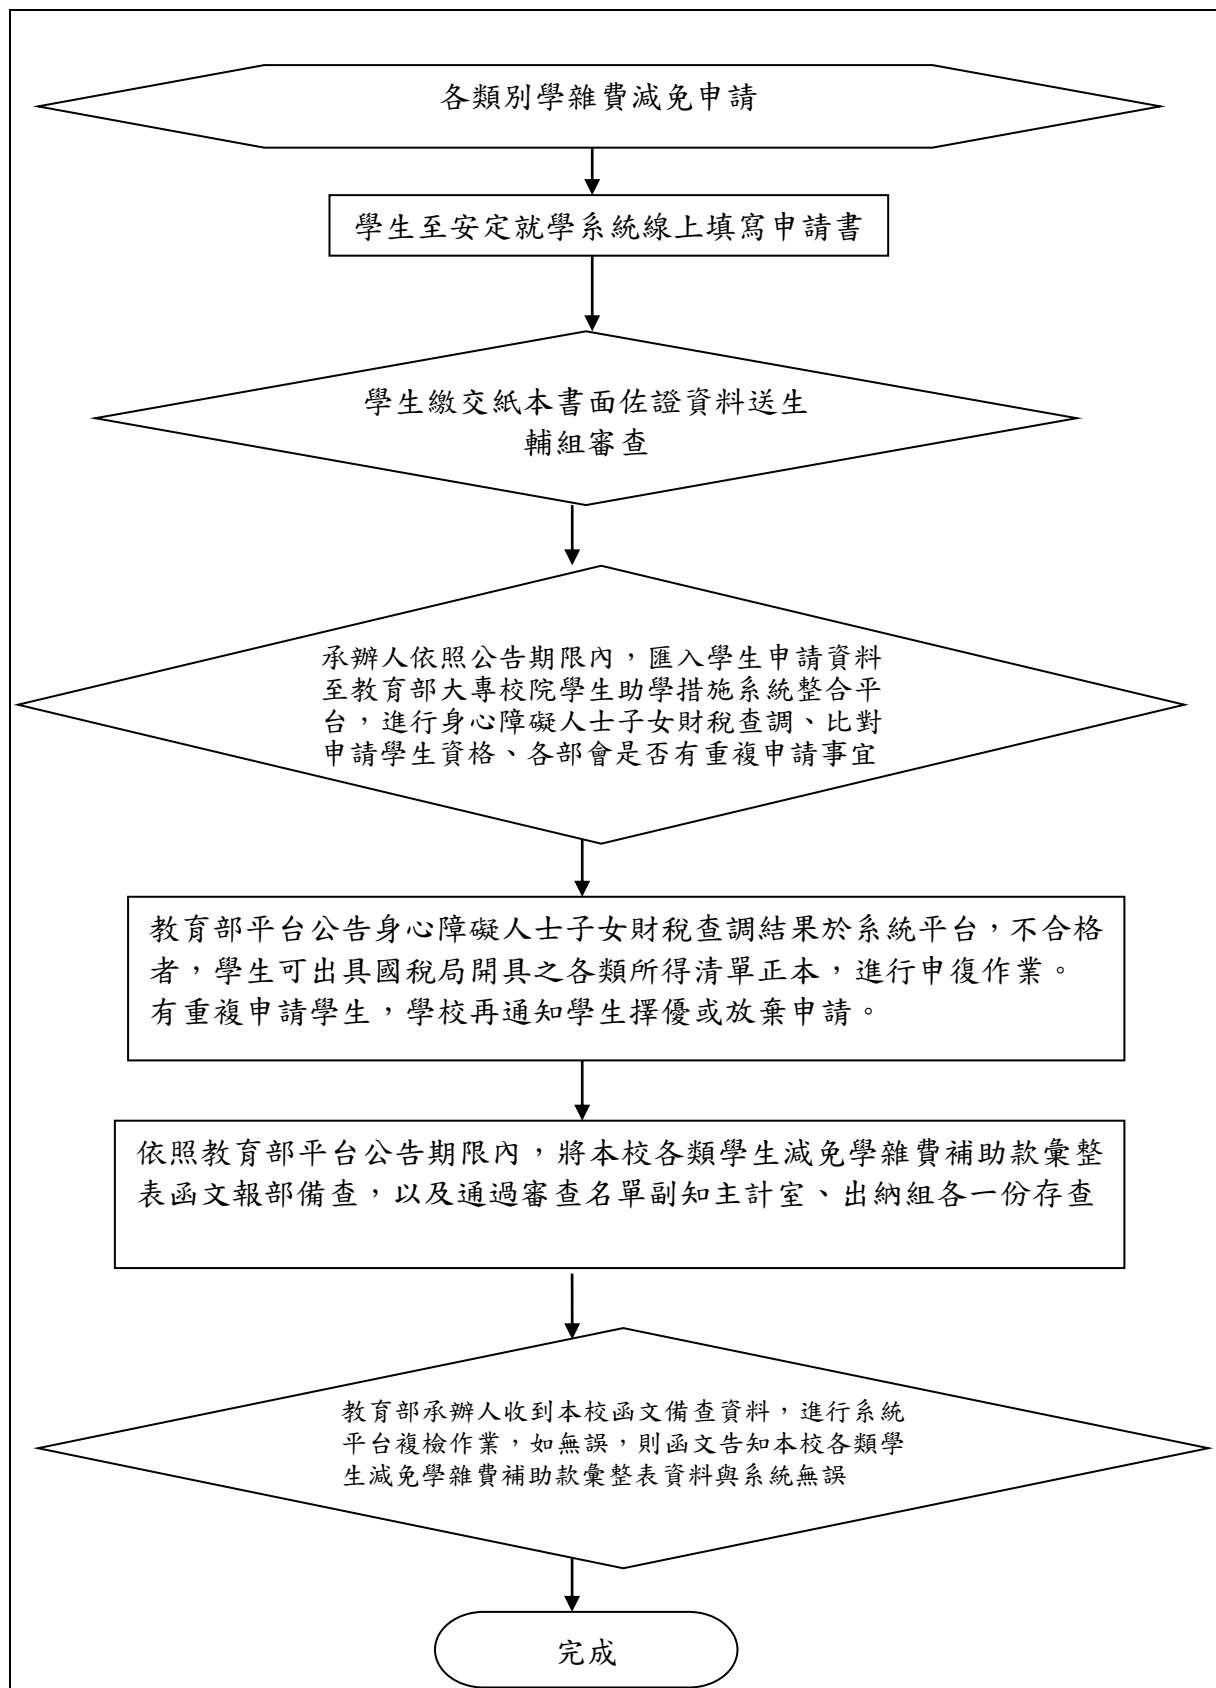 各類別學雜費減免申請
學生至安定就學系統線上填寫申請書
學生繳交紙本書面佐證資料送生
輔組審查
承辦人依照公告期限內，匯入學生申請資料
至教育部大專校院學生助學措施系統整合平
台，進行身心障礙人士子女財稅查調、比對
申請學生資格、各部會是否有重複申請事宜
教育部平台公告身心障礙人士子女財稅查調結果於系統平台，不合格
者，學生可出具國稅局開具之各類所得清單正本，進行申復作業。
有重複申請學生，學校再通知學生擇優或放棄申請。
依照教育部平台公告期限內，將本校各類學生減免學雜費補助款彙整
表函文報部備查，以及通過審查名單副知主計室、出納組各一份存查
教育部承辦人收到本校函文備查資料，進行系統
平台複檢作業，如無誤，則函文告知本校各類學
生減免學雜費補助款彙整表資料與系統無誤
完成